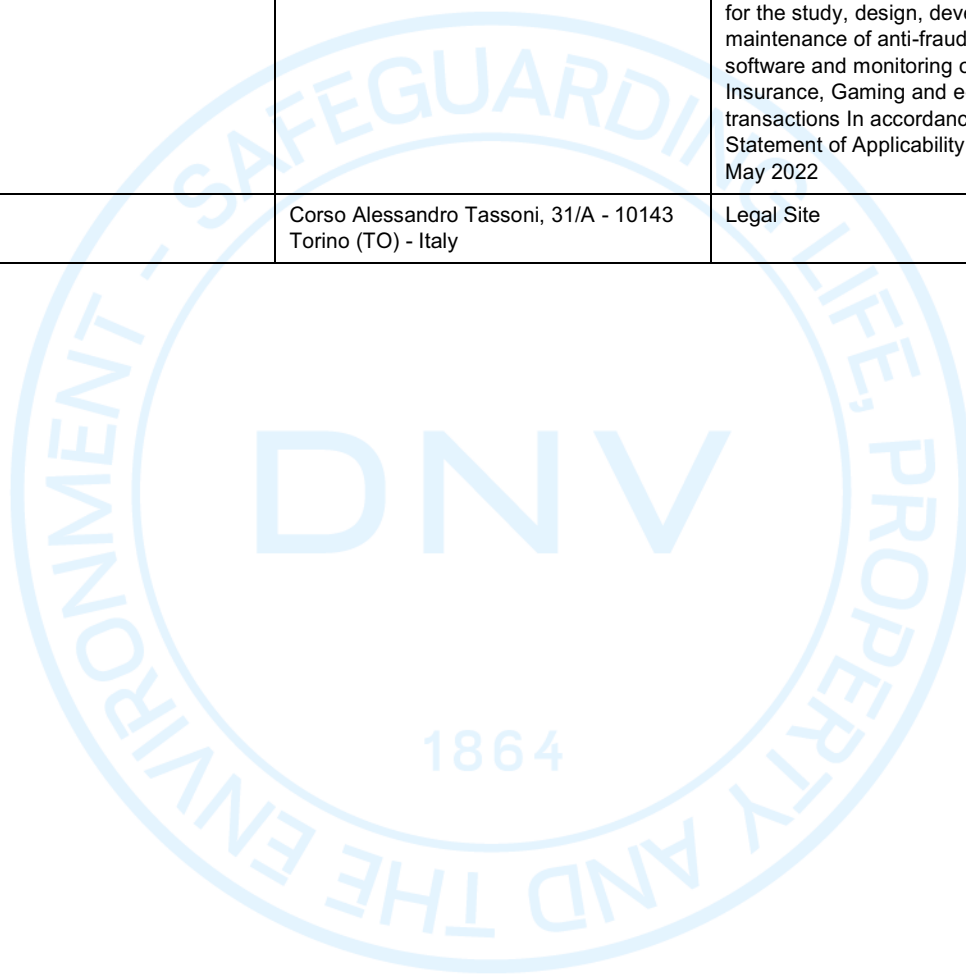 for the study, design,
maintenance of anti-fraud
software and monitoring
Insurance, Gaming and
transactions In
Statement of Applicability
May 2022
Corso Alessandro Tassoni, 31/A - 10143
Torino (TO) - Italy
Legal Site
SAFEGUARDING LIFE, PROPERTY AND THE ENVIRONMENT -
DNV
1864